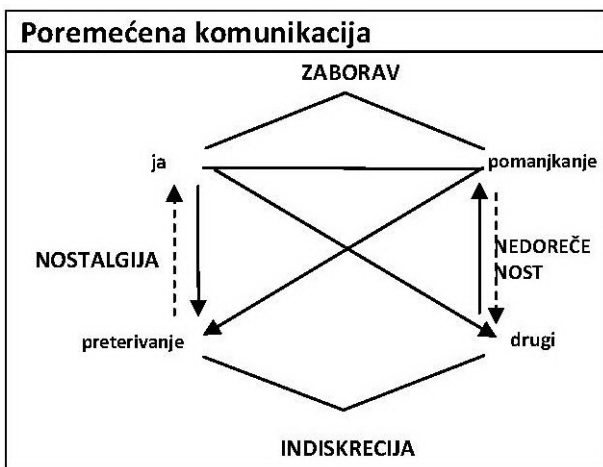 Poremećena komunikacija
ZABORAV
ja
pomanjkanje
NOSTALGIJA
NEDOREČE
NOST
preterivanje
drugi
INDISKRECIJA